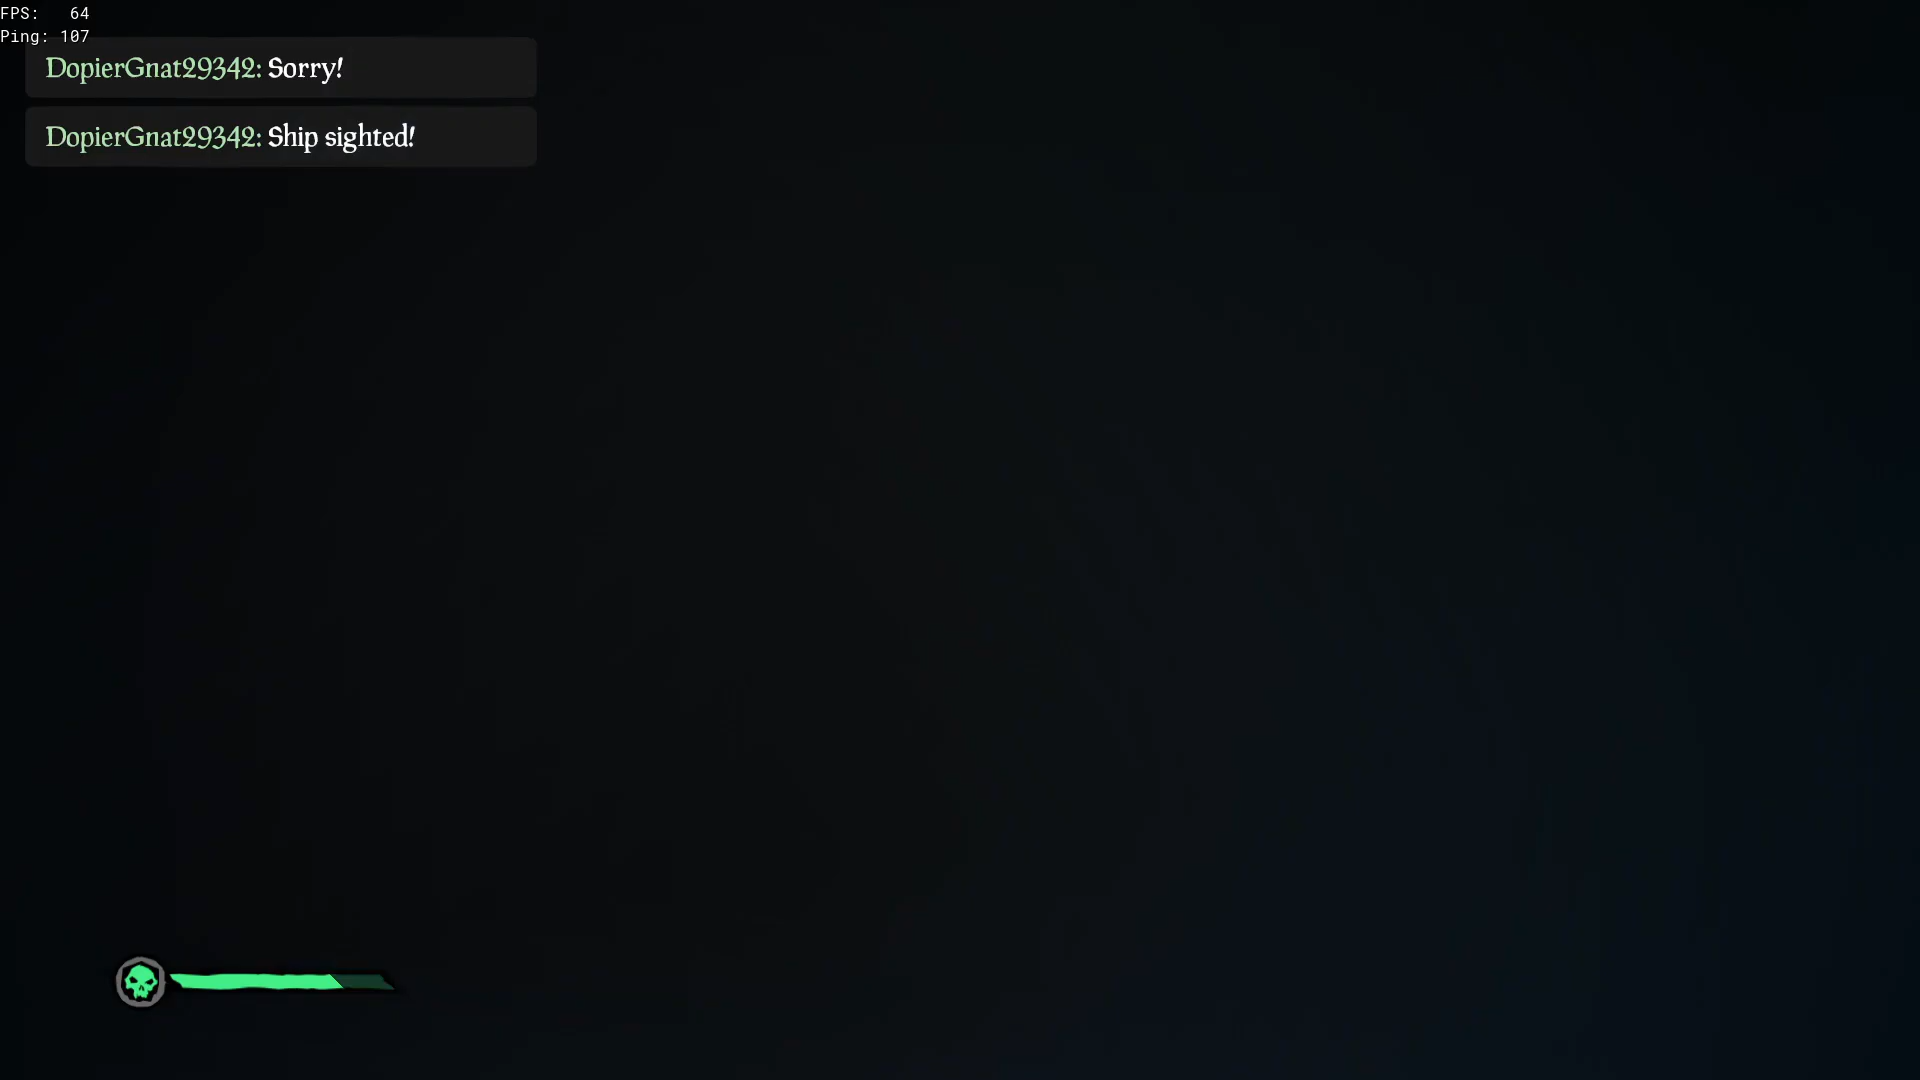 FPS: 64
Ping: 107
DopierGnat29342: Sorry!
DopierGnat29342: Ship sighted!